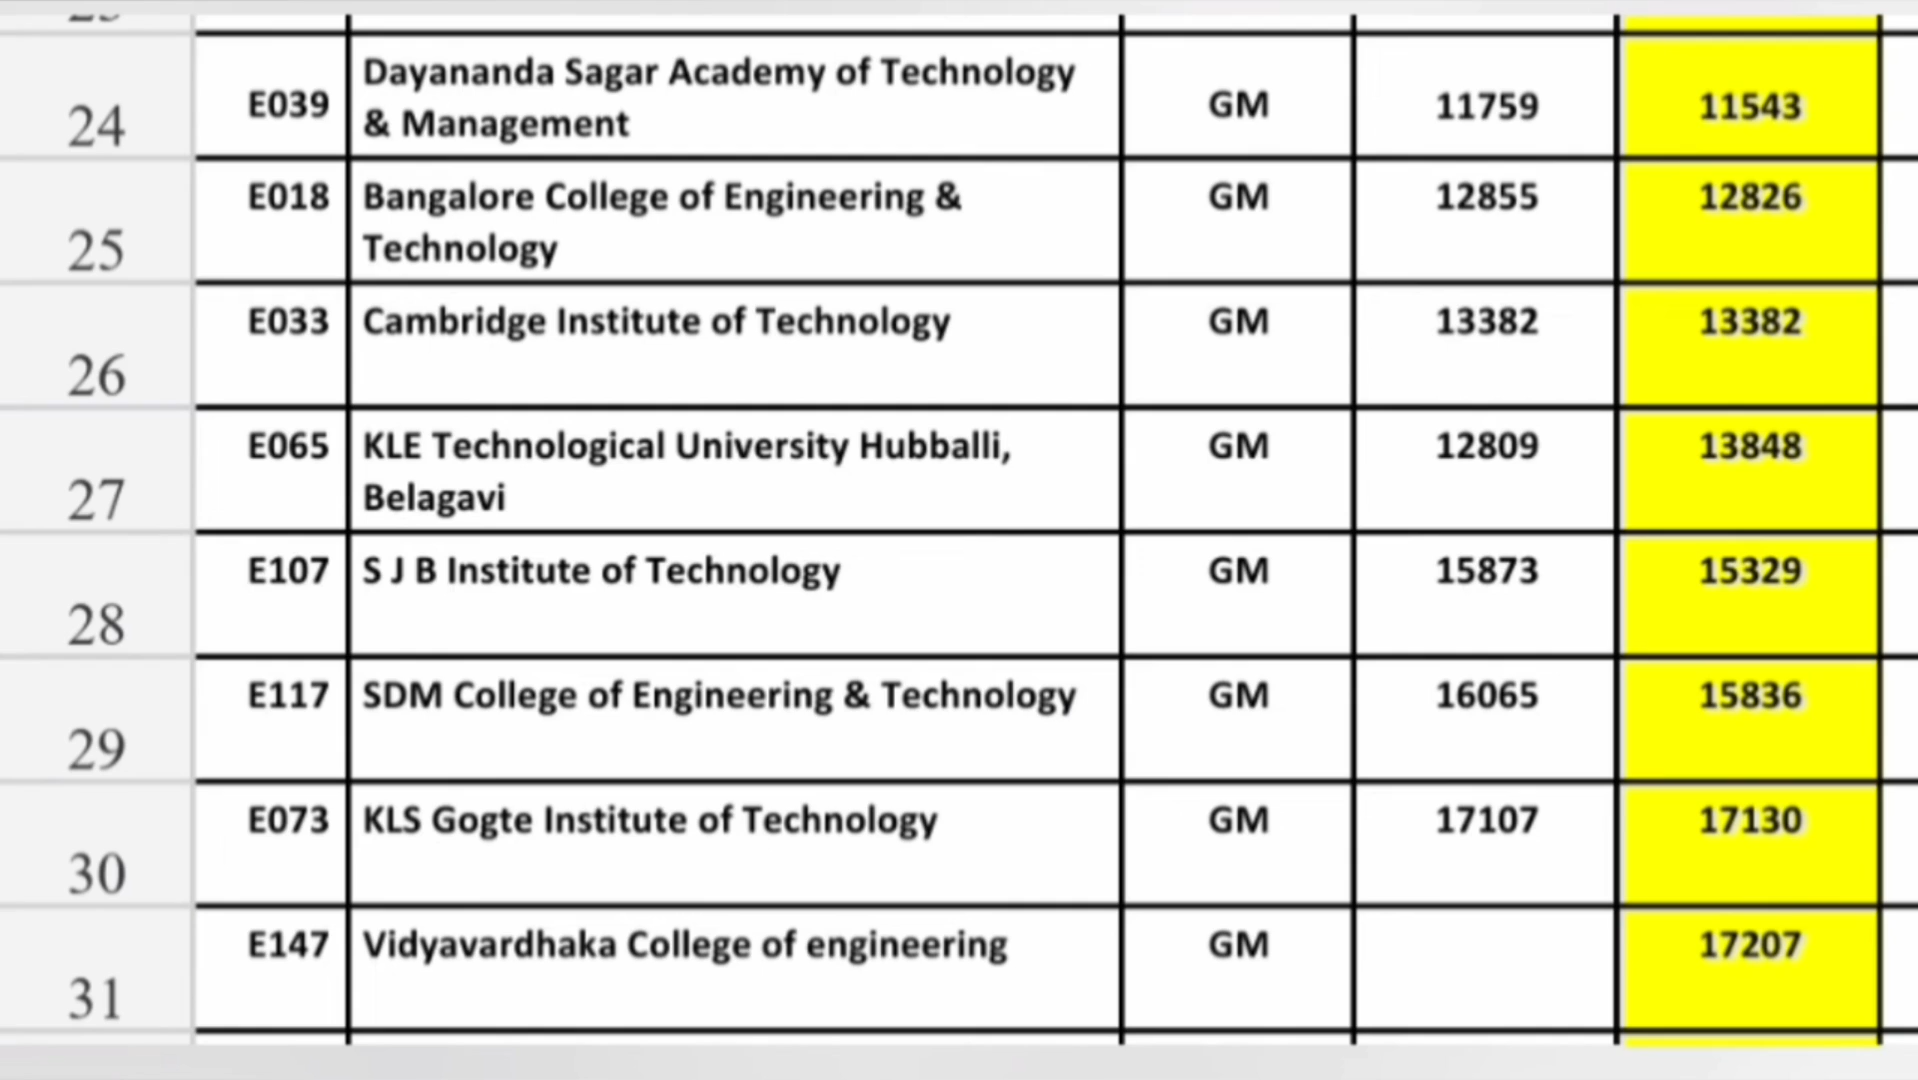 24 E039 Dayananda Sagar Academy of Technology & Management GM 11759 11543
25 E018 Bangalore College of Engineering & Technology GM 12855 12826
26 E033 Cambridge Institute of Technology GM 13382 13382
27 E065 KLE Technological University Hubballi, Belagavi GM 12809 13848
28 E107 S J B Institute of Technology GM 15873 15329
29 E117 SDM College of Engineering & Technology GM 16065 15836
30 E073 KLS Gogte Institute of Technology GM 17107 17130
31 E147 Vidyavardhaka College of engineering GM 17207